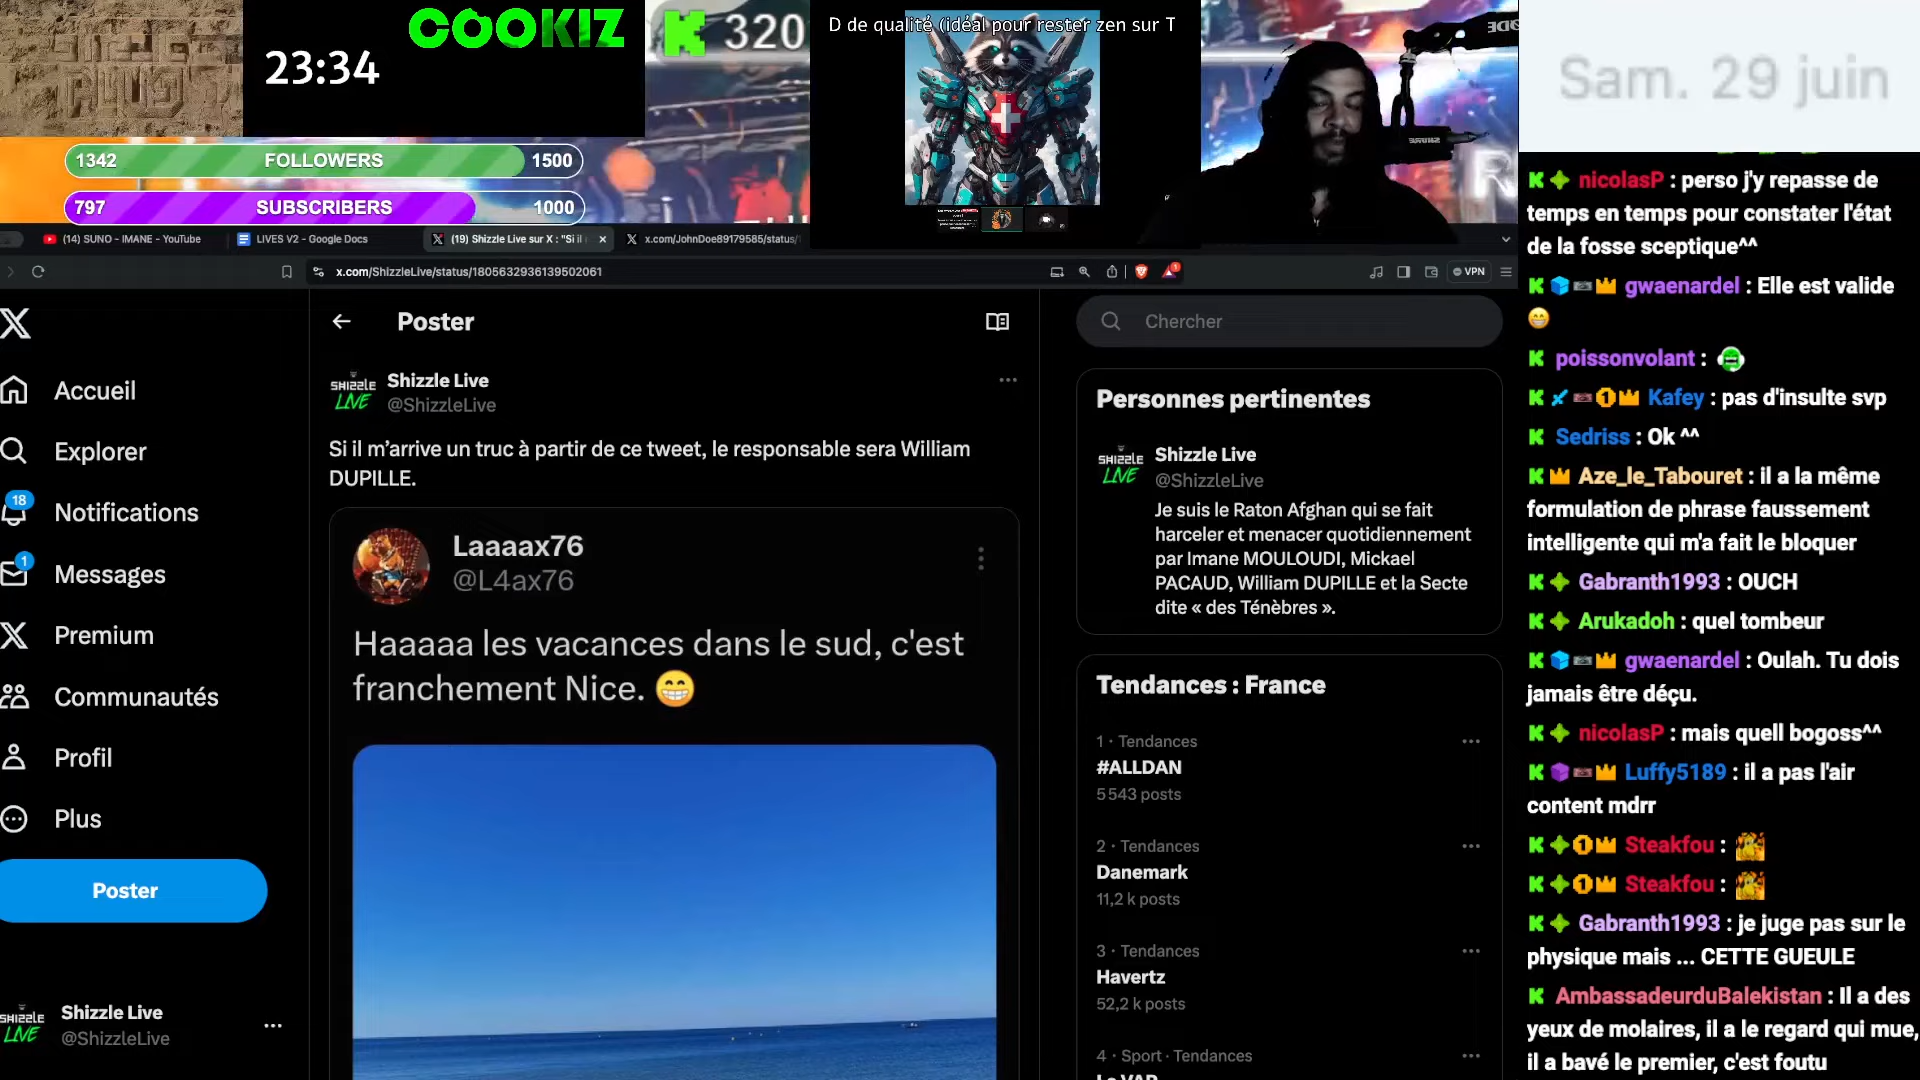 23:34
COOKIZ
320
D de qualité (idéal pour rester zen sur T
Sam. 29 juin
1342 FOLLOWERS 1500
797 SUBSCRIBERS 1000
(14) SUNO - IMANE - YouTube
LIVES V2 - Google Docs
(19) Shizzle Live sur X : "Si il
x.com/JohnDoe89179585/status/
x.com/ShizzleLive/status/1805632936139502061
VPN
Accueil
Explorer
18
Notifications
1
Messages
Premium
Communautés
Profil
Plus
Poster
Shizzle Live
@ShizzleLive
Poster
SHIZZLE LIVE
Shizzle Live
@ShizzleLive
Si il m’arrive un truc à partir de ce tweet, le responsable sera William
DUPILLE.
Laaaax76
@L4ax76
Haaaaa les vacances dans le sud, c'est
franchement Nice. 😁
Chercher
Personnes pertinentes
Shizzle Live
@ShizzleLive
Je suis le Raton Afghan qui se fait
harceler et menacer quotidiennement
par Imane MOULOUDI, Mickael
PACAUD, William DUPILLE et la Secte
dite « des Ténèbres ».
Tendances : France
1 · Tendances
#ALLDAN
5 543 posts
2 · Tendances
Danemark
11,2 k posts
3 · Tendances
Havertz
52,2 k posts
4 · Sport · Tendances
La VAR
nicolasP : perso j'y repasse de
temps en temps pour constater l'état
de la fosse sceptique^^
gwaenardel : Elle est valide
😁
poissonvolant :
Kafey : pas d'insulte svp
Sedriss : Ok ^^
Aze_le_Tabouret : il a la même
formulation de phrase faussement
intelligente qui m'a fait le bloquer
Gabranth1993 : OUCH
Arukadoh : quel tombeur
gwaenardel : Oulah. Tu dois
jamais être déçu.
nicolasP : mais quell bogoss^^
Luffy5189 : il a pas l'air
content mdrr
Steakfou :
Steakfou :
Gabranth1993 : je juge pas sur le
physique mais ... CETTE GUEULE
AmbassadeurduBalekistan : Il a des
yeux de molaires, il a le regard qui mue,
il a bavé le premier, c'est foutu